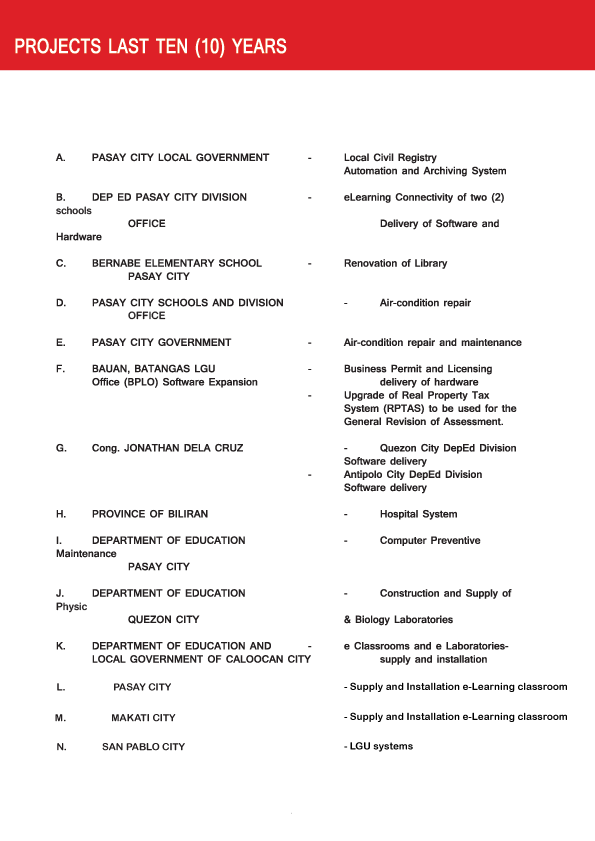 PROJECTS LAST TEN (10) YEARS
A. PASAY CITY LOCAL GOVERNMENT - Local Civil Registry
Automation and Archiving System
B. DEP ED PASAY CITY DIVISION - eLearning Connectivity of two (2)
schools
OFFICE Delivery of Software and
Hardware
C. BERNABE ELEMENTARY SCHOOL - Renovation of Library
PASAY CITY
D. PASAY CITY SCHOOLS AND DIVISION - Air-condition repair
OFFICE
E. PASAY CITY GOVERNMENT - Air-condition repair and maintenance
F. BAUAN, BATANGAS LGU - Business Permit and Licensing
Office (BPLO) Software Expansion delivery of hardware
- Upgrade of Real Property Tax
System (RPTAS) to be used for the
General Revision of Assessment.
G. Cong. JONATHAN DELA CRUZ - Quezon City DepEd Division
Software delivery
- Antipolo City DepEd Division
Software delivery
H. PROVINCE OF BILIRAN - Hospital System
I. DEPARTMENT OF EDUCATION - Computer Preventive
Maintenance
PASAY CITY
J. DEPARTMENT OF EDUCATION - Construction and Supply of
Physic
QUEZON CITY & Biology Laboratories
K. DEPARTMENT OF EDUCATION AND - e Classrooms and e Laboratories-
LOCAL GOVERNMENT OF CALOOCAN CITY supply and installation
L. PASAY CITY - Supply and Installation e-Learning classroom
M. MAKATI CITY - Supply and Installation e-Learning classroom
N. SAN PABLO CITY - LGU systems